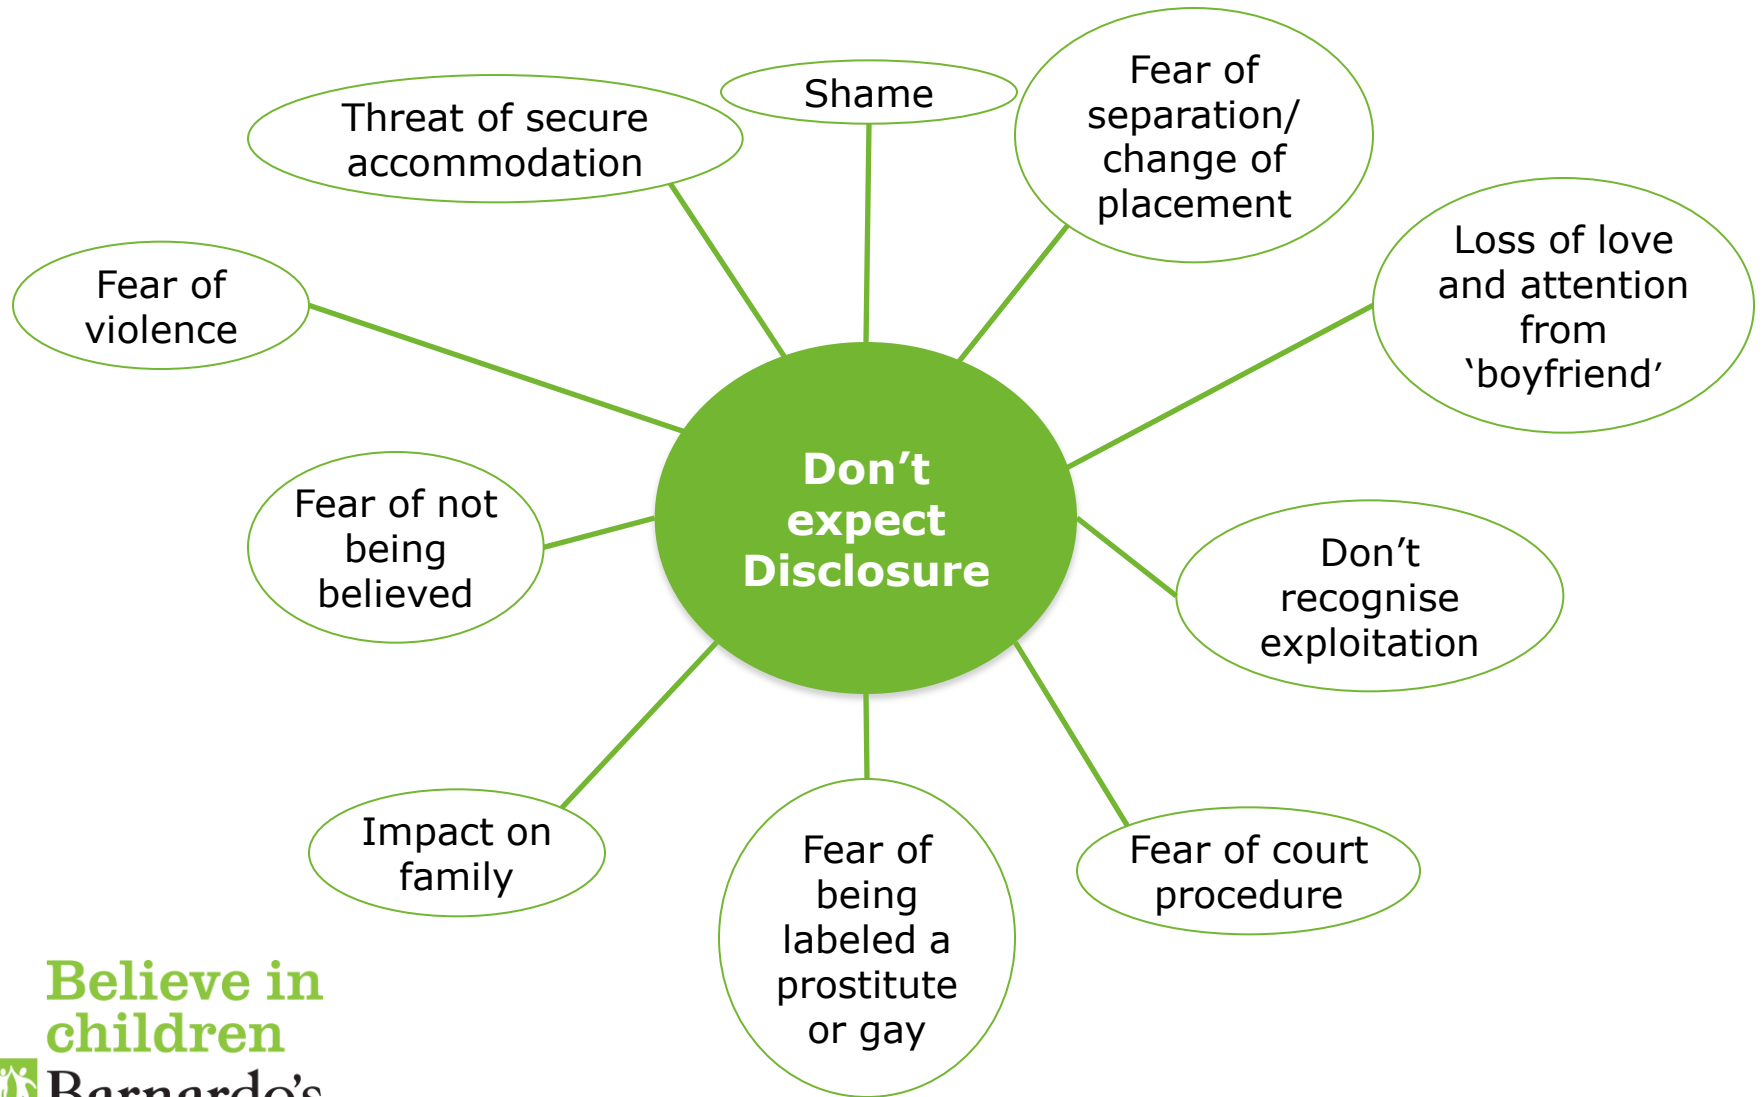 Shame
Fear of
separation/
change of
placement
Threat of secure
accommodation
Loss of love
and attention
from
‘boyfriend’
Fear of
violence
Don’t
expect
Disclosure
Fear of not
being
believed
Don’t
recognise
exploitation
Impact on
family
Fear of
being
labeled a
prostitute
or gay
Fear of court
procedure
Believe in
children
Barnardo’s